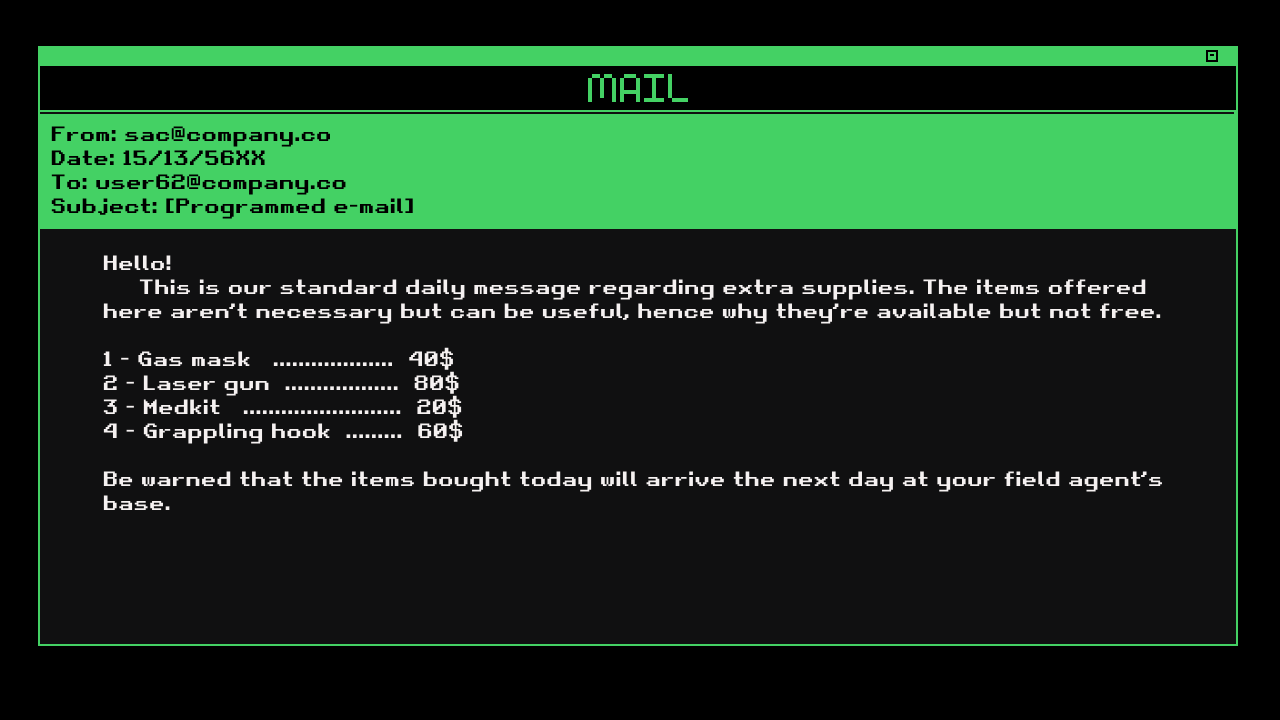 MAIL
From: sac@company.co
Date: 15/13/56XX
To: user62@company.co
Subject: [Programmed e-mail]
Hello!
This is our standard daily message regarding extra supplies. The items offered
here aren't necessary but can be useful, hence why they're available but not free.
1 - Gas mask ................... 40$
2 - Laser gun .................. 80$
3 - Medkit ......................... 20$
4 - Grappling hook ......... 60$
Be warned that the items bought today will arrive the next day at your field agent's
base.